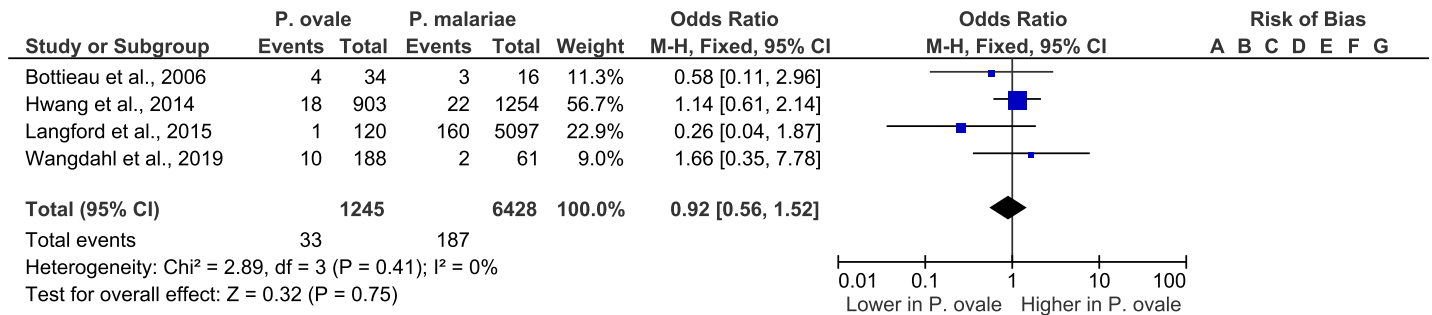 P. ovale P. malariae Odds Ratio Odds Ratio Risk of Bias
Study or Subgroup Events Total Events Total Weight M-H, Fixed, 95% CI M-H, Fixed, 95% CI A B C D E F G
Bottieau et al., 2006 4 34 3 16 11.3% 0.58 [0.11, 2.96]
Hwang et al., 2014 18 903 22 1254 56.7% 1.14 [0.61, 2.14]
Langford et al., 2015 1 120 160 5097 22.9% 0.26 [0.04, 1.87]
Wangdahl et al., 2019 10 188 2 61 9.0% 1.66 [0.35, 7.78]
Total (95% CI) 1245 6428 100.0% 0.92 [0.56, 1.52]
Total events 33 187
Heterogeneity: Chi² = 2.89, df = 3 (P = 0.41); I² = 0%
Test for overall effect: Z = 0.32 (P = 0.75)
0.01 0.1 1 10 100
Lower in P. ovale Higher in P. ovale